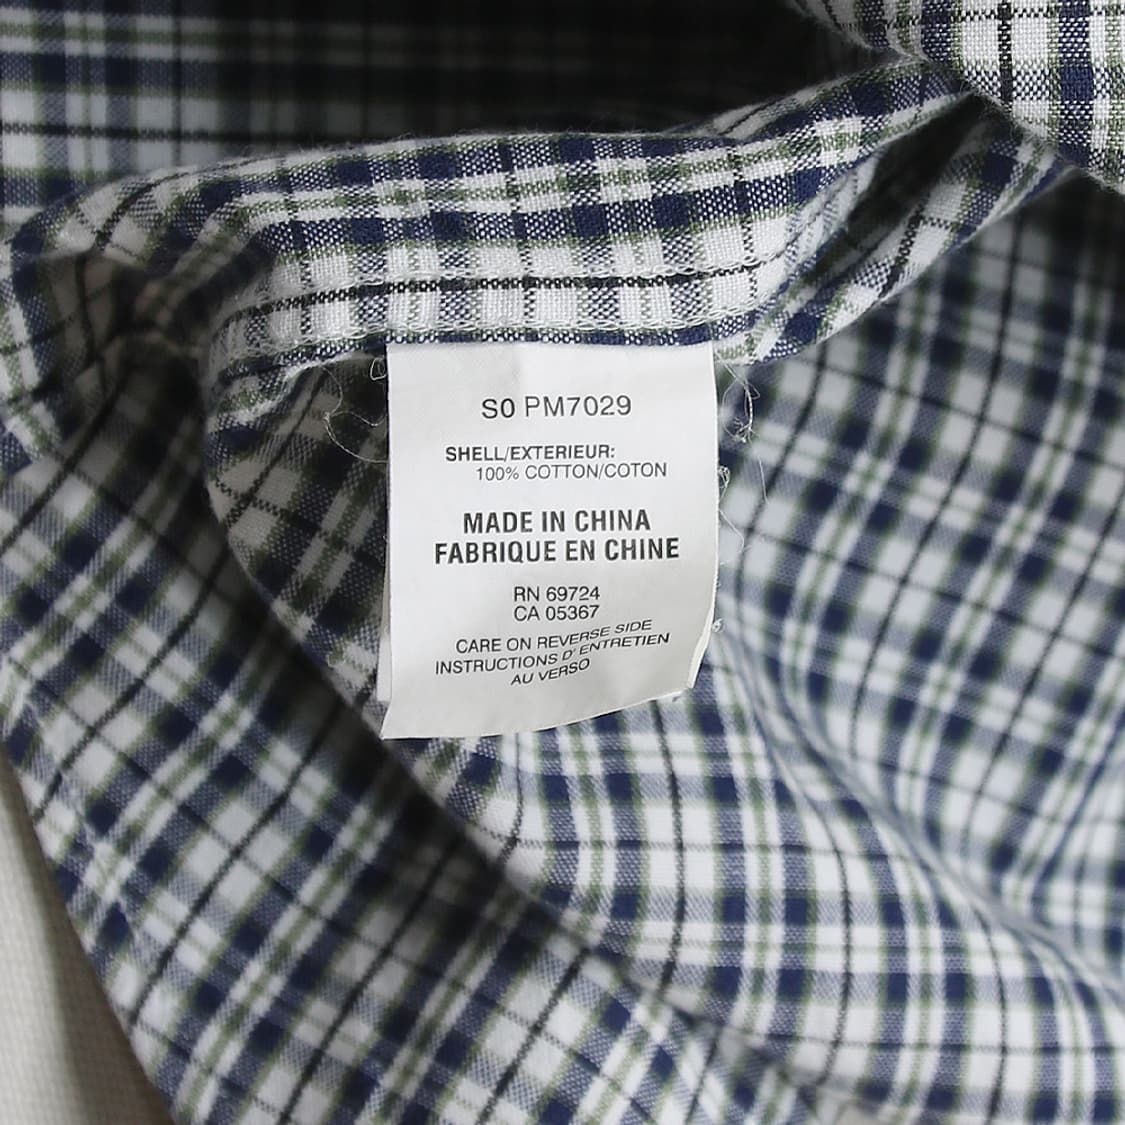 S0 PM7029
SHELL/EXTERIEUR:
100% COTTON/COTON
MADE IN CHINA
FABRIQUE EN CHINE
RN 69724
CA 05367
CARE ON REVERSE SIDE
INSTRUCTIONS D'ENTRETIEN
AU VERSO